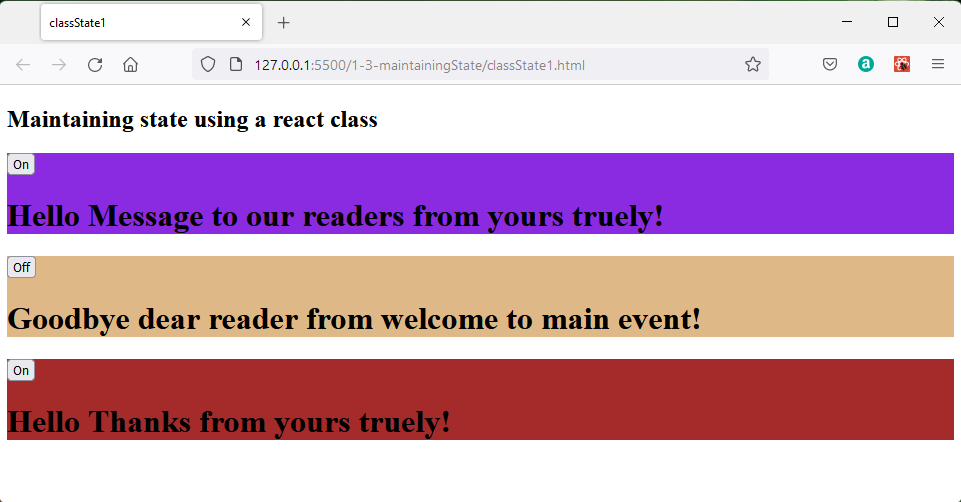 classState1
127.0.0.1:5500/1-3-maintainingState/classState1.html
a
Maintaining state using a react class
On
Hello Message to our readers from yours truely!
Off
Goodbye dear reader from welcome to main event!
On
Hello Thanks from yours truely!